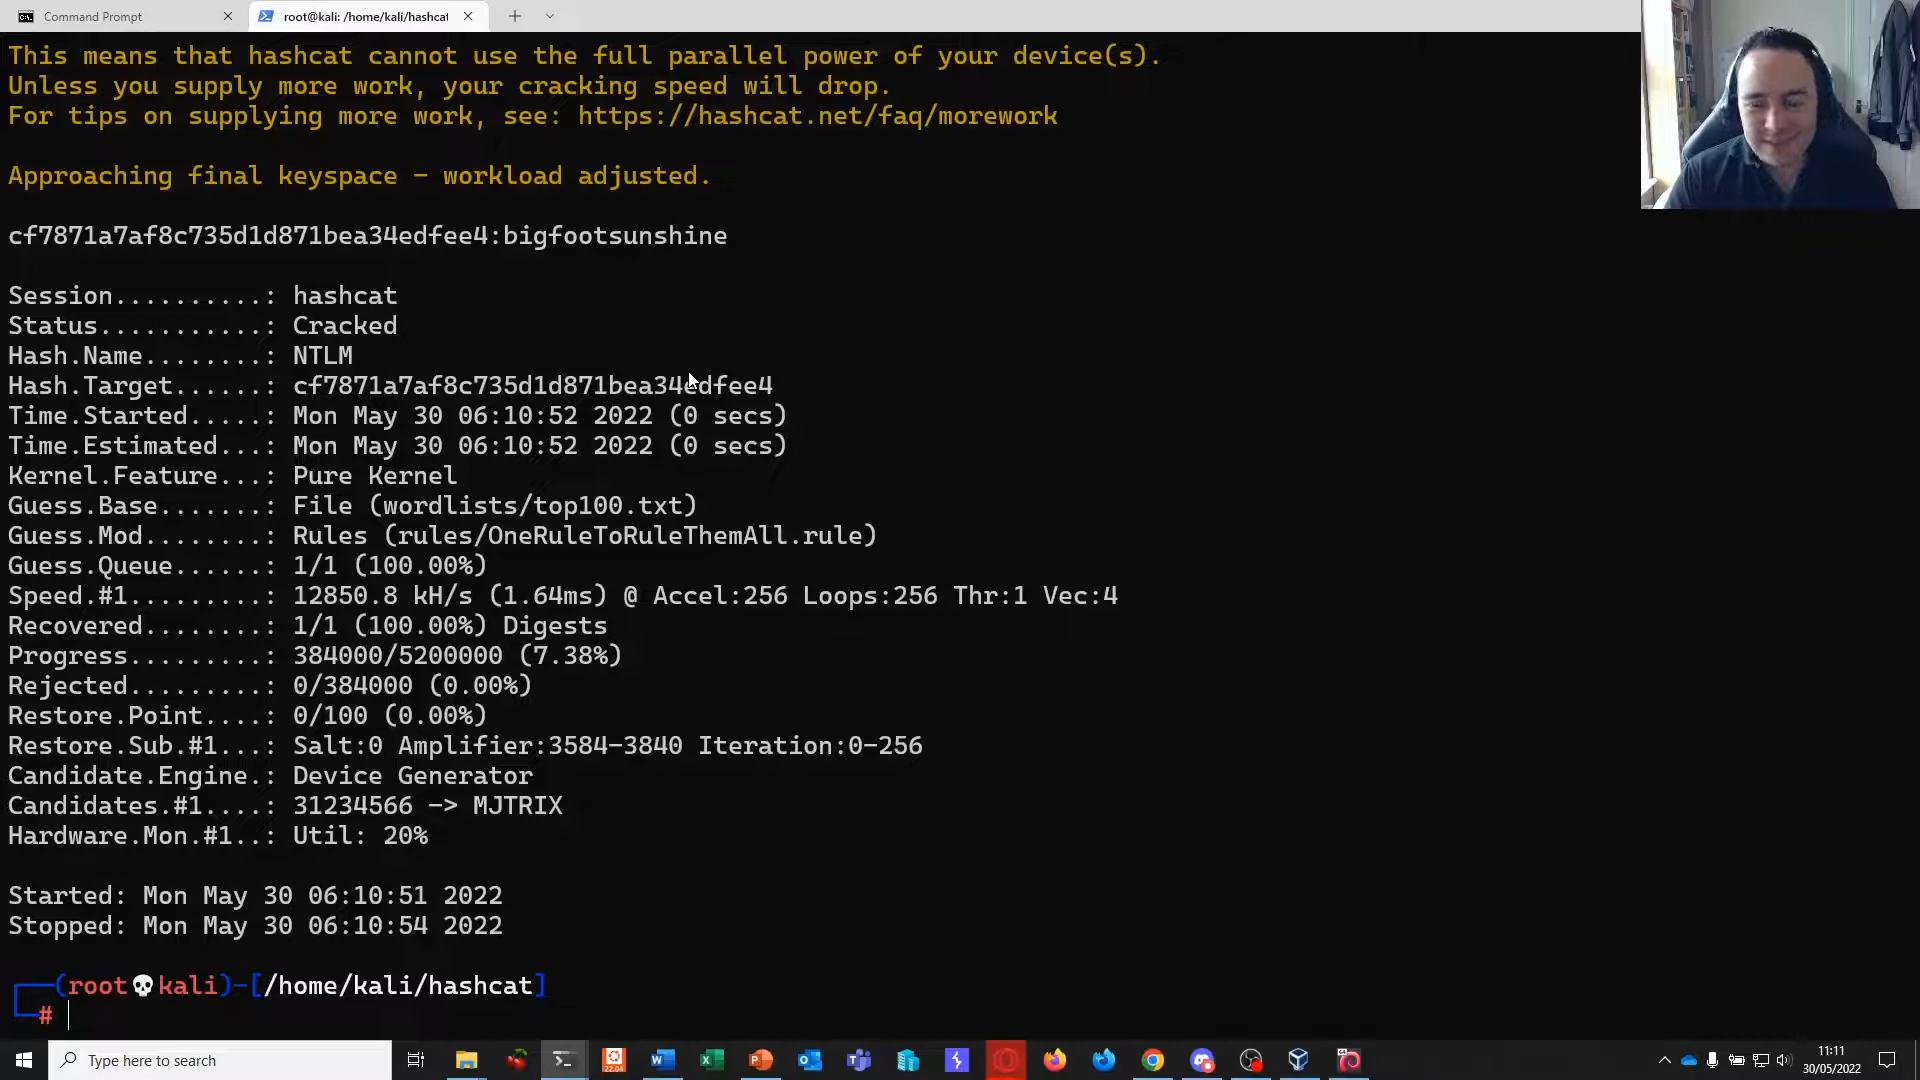 Command Prompt
root@kali: /home/kali/hashcat
This means that hashcat cannot use the full parallel power of your device(s).
Unless you supply more work, your cracking speed will drop.
For tips on supplying more work, see: https://hashcat.net/faq/morework
Approaching final keyspace - workload adjusted.
cf7871a7af8c735d1d871bea34edfee4:bigfootsunshine
Session..........: hashcat
Status...........: Cracked
Hash.Name........: NTLM
Hash.Target......: cf7871a7af8c735d1d871bea34edfee4
Time.Started.....: Mon May 30 06:10:52 2022 (0 secs)
Time.Estimated...: Mon May 30 06:10:52 2022 (0 secs)
Kernel.Feature...: Pure Kernel
Guess.Base.......: File (wordlists/top100.txt)
Guess.Mod........: Rules (rules/OneRuleToRuleThemAll.rule)
Guess.Queue......: 1/1 (100.00%)
Speed.#1.........: 12850.8 kH/s (1.64ms) @ Accel:256 Loops:256 Thr:1 Vec:4
Recovered........: 1/1 (100.00%) Digests
Progress.........: 384000/5200000 (7.38%)
Rejected.........: 0/384000 (0.00%)
Restore.Point....: 0/100 (0.00%)
Restore.Sub.#1...: Salt:0 Amplifier:3584-3840 Iteration:0-256
Candidate.Engine.: Device Generator
Candidates.#1....: 31234566 -> MJTRIX
Hardware.Mon.#1..: Util: 20%
Started: Mon May 30 06:10:51 2022
Stopped: Mon May 30 06:10:54 2022
(root💀kali)-[/home/kali/hashcat]
#
Type here to search
22.04
11:11
30/05/2022